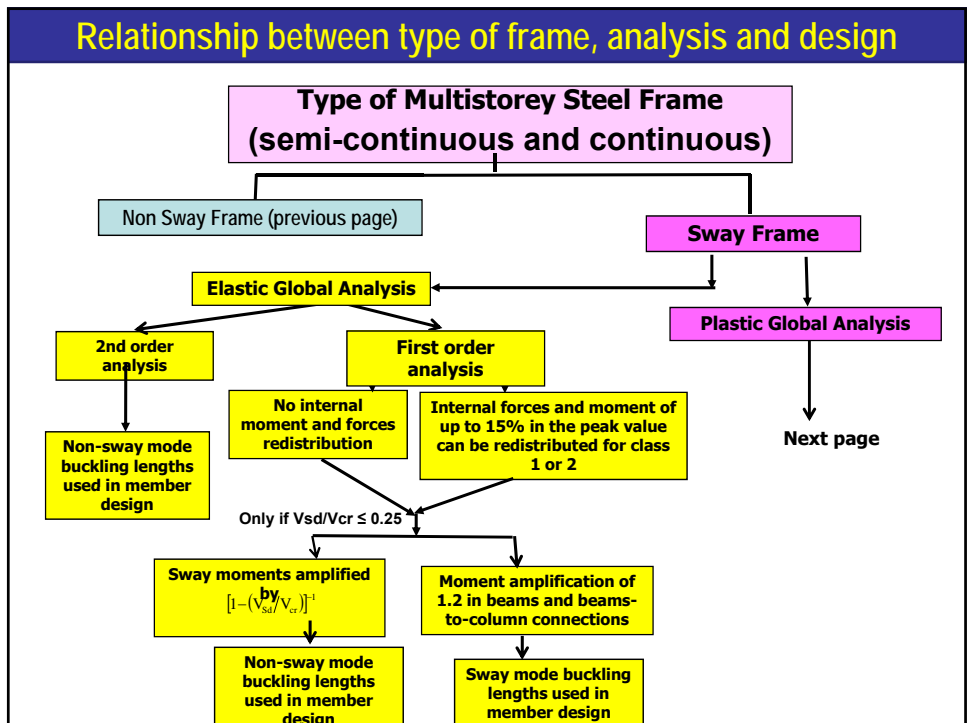 Relationship between type of frame, analysis and design
Type of Multistorey Steel Frame
(semi-continuous and continuous)
Non Sway Frame (previous page)
Sway Frame
Elastic Global Analysis
Plastic Global Analysis
2nd order
analysis
First order
analysis
No internal
moment and forces
redistribution
Internal forces and moment of
up to 15% in the peak value
can be redistributed for class
1 or 2
Next page
Non-sway mode
buckling lengths
used in member
design
Only if Vsd/Vcr ≤ 0.25
Sway moments amplified
by
[1−(V_Sd/V_cr)]⁻¹
Moment amplification of
1.2 in beams and beams-
to-column connections
Non-sway mode
buckling lengths
used in member
design
Sway mode buckling
lengths used in
member design